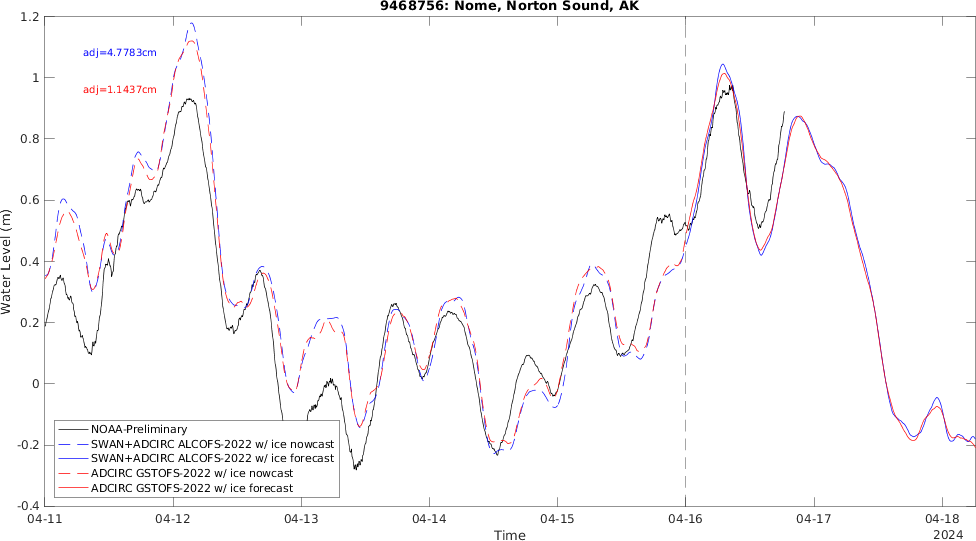 9468756: Nome, Norton Sound, AK
adj=4.7783cm
adj=1.1437cm
Water Level (m)
1.2
1
0.8
0.6
0.4
0.2
0
-0.2
-0.4
NOAA-Preliminary
SWAN+ADCIRC ALCOFS-2022 w/ ice nowcast
SWAN+ADCIRC ALCOFS-2022 w/ ice forecast
ADCIRC GSTOFS-2022 w/ ice nowcast
ADCIRC GSTOFS-2022 w/ ice forecast
04-11 04-12 04-13 04-14 04-15 04-16 04-17 04-18
Time
2024